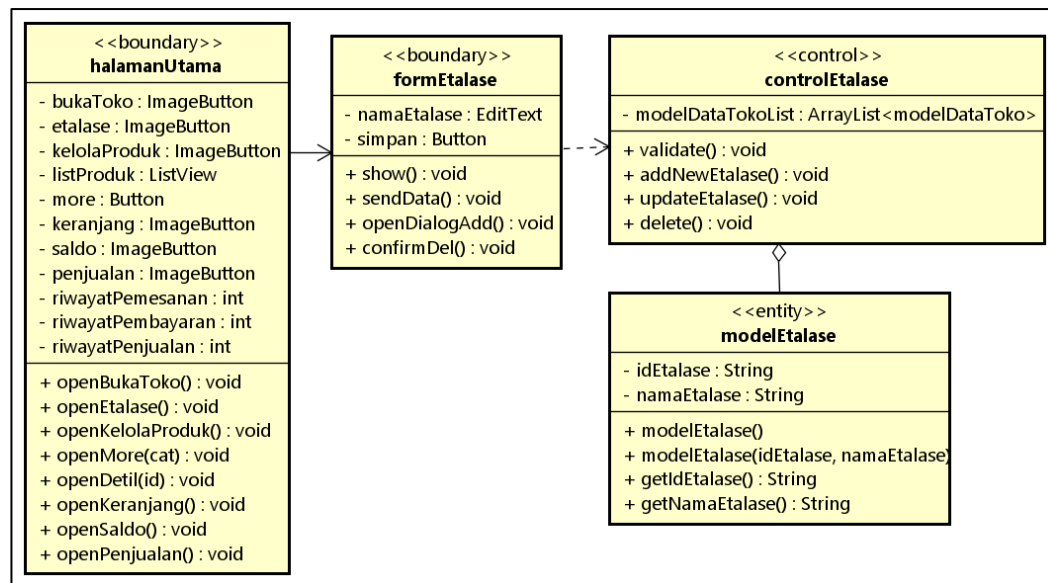 <<boundary>>
halamanUtama
- bukaToko : ImageButton
- etalase : ImageButton
- kelolaProduk : ImageButton
- listProduk : ListView
- more : Button
- keranjang : ImageButton
- saldo : ImageButton
- penjualan : ImageButton
- riwayatPemesanan : int
- riwayatPembayaran : int
- riwayatPenjualan : int
+ openBukaToko() : void
+ openEtalase() : void
+ openKelolaProduk() : void
+ openMore(cat) : void
+ openDetil(id) : void
+ openKeranjang() : void
+ openSaldo() : void
+ openPenjualan() : void
<<boundary>>
formEtalase
- namaEtalase : EditText
- simpan : Button
+ show() : void
+ sendData() : void
+ openDialogAdd() : void
+ confirmDel() : void
<<control>>
controlEtalase
- modelDataTokoList : ArrayList<modelDataToko>
+ validate() : void
+ addNewEtalase() : void
+ updateEtalase() : void
+ delete() : void
<<entity>>
modelEtalase
- idEtalase : String
- namaEtalase : String
+ modelEtalase()
+ modelEtalase(idEtalase, namaEtalase)
+ getIdEtalase() : String
+ getNamaEtalase() : String